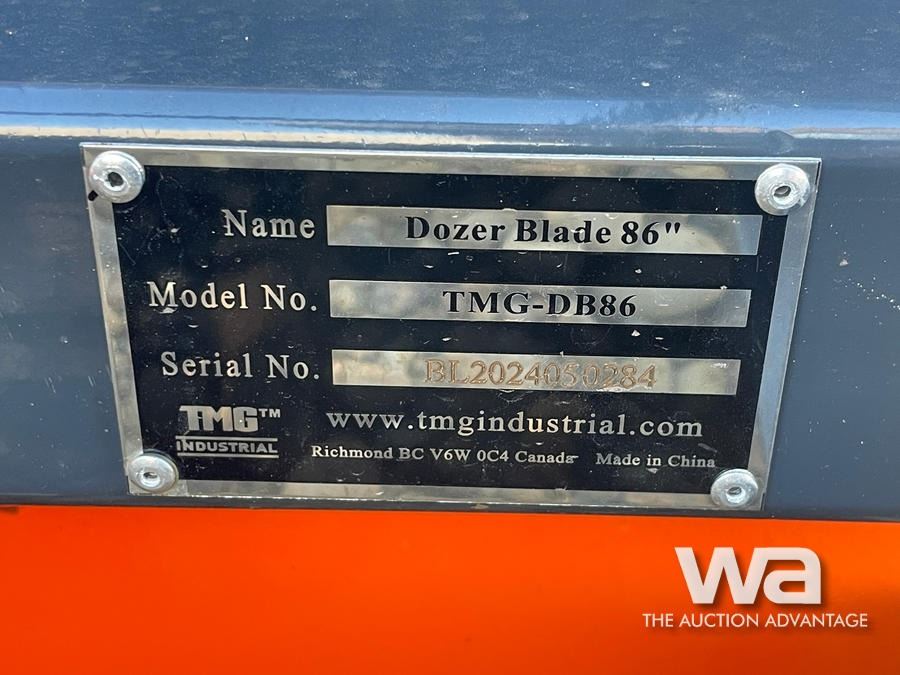 Name Dozer Blade 86"
Model No. TMG-DB86
Serial No. BL2024050284
TMG™
INDUSTRIAL
www.tmgindustrial.com
Richmond BC V6W 0C4 Canada Made in China
wa
THE AUCTION ADVANTAGE